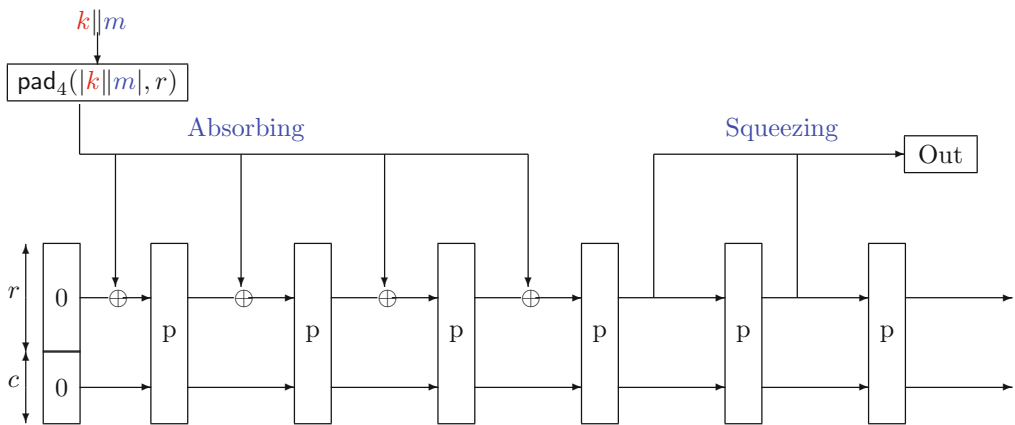 k‖m
pad₄(|k‖m|, r)
Absorbing
Squeezing
Out
r
0
⊕
⊕
⊕
⊕
p
p
p
p
p
p
c
0